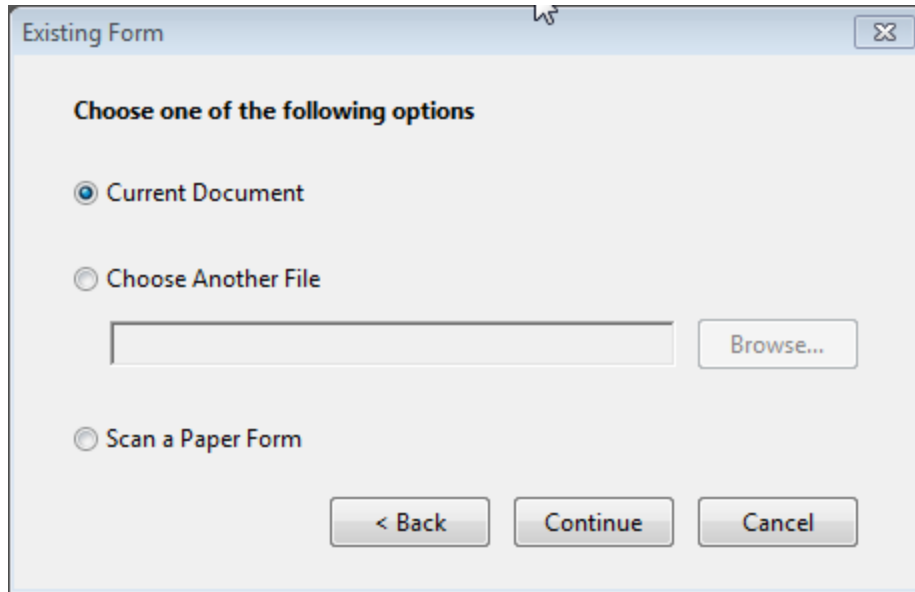 Existing Form
Choose one of the following options
Current Document
Choose Another File
Browse...
Scan a Paper Form
< Back Continue Cancel